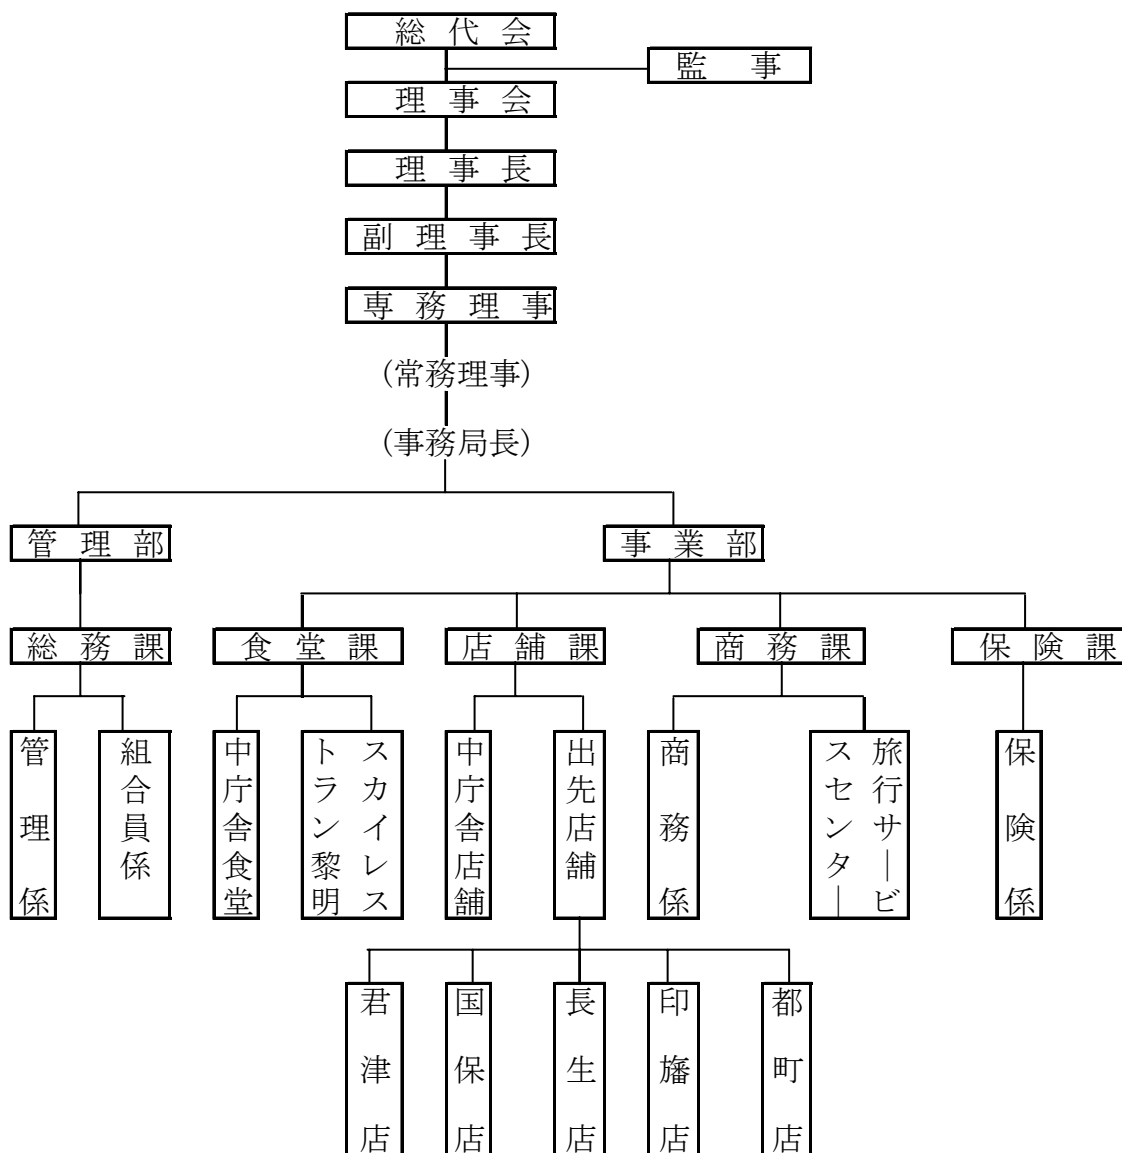 総代会
監事
理事会
理事長
副理事長
専務理事
(常務理事)
(事務局長)
管理部
事業部
総務課
食堂課
店舗課
商務課
保険課
管理係
組合員係
中庁舎食堂
スカイレス
トラン黎明
中庁舎店舗
出先店舗
商務係
旅行サービ
スセンター
保険係
君津店
国保店
長生店
印旛店
都町店